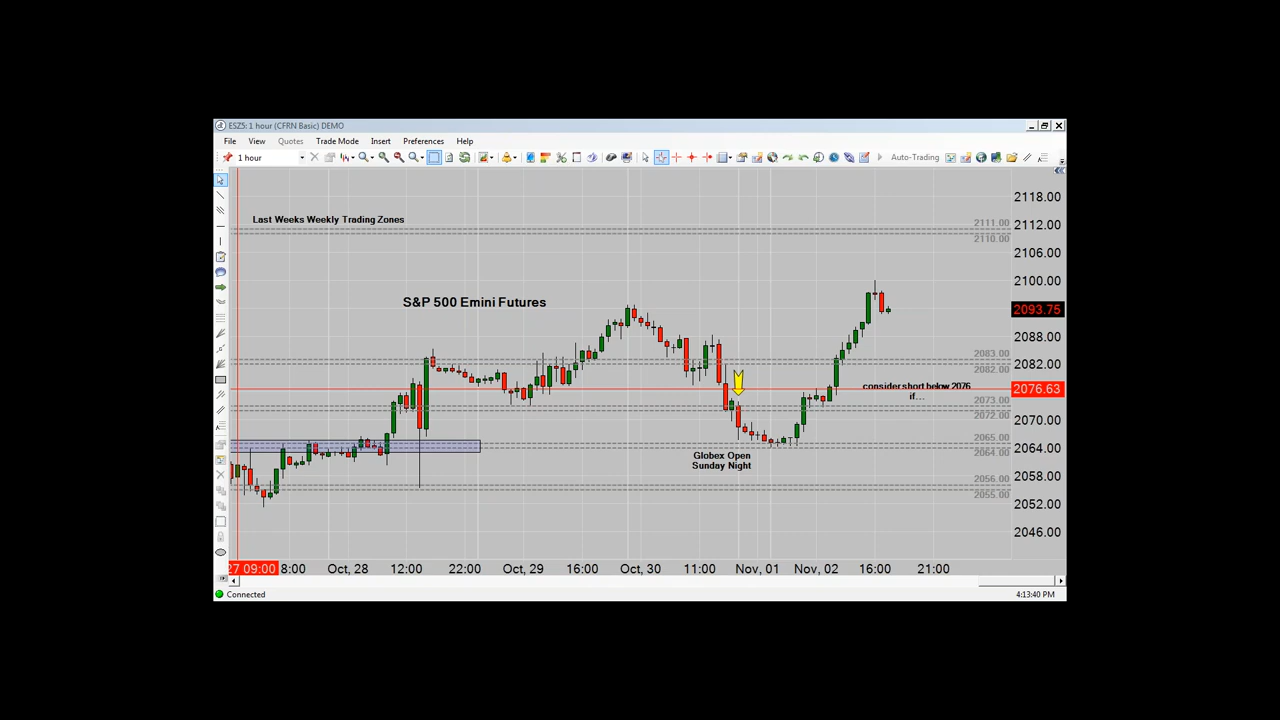 ESZ5: 1 hour (CFRN Basic) DEMO
File View Quotes Trade Mode Insert Preferences Help
1 hour Auto-Trading
2118.00
Last Weeks Weekly Trading Zones
2111.00
2112.00
2110.00
2106.00
2100.00
S&P 500 Emini Futures
2093.75
2088.00
2083.00
2082.00
2082.00
consider short below 2076
if...
2076.63
2073.00
2072.00
2070.00
2065.00
2064.00
2064.00
Globex Open
Sunday Night
2058.00
2056.00
2055.00
2052.00
2046.00
27 09:00 8:00 Oct, 28 12:00 22:00 Oct, 29 16:00 Oct, 30 11:00 Nov, 01 Nov, 02 16:00 21:00
Connected 4:13:40 PM